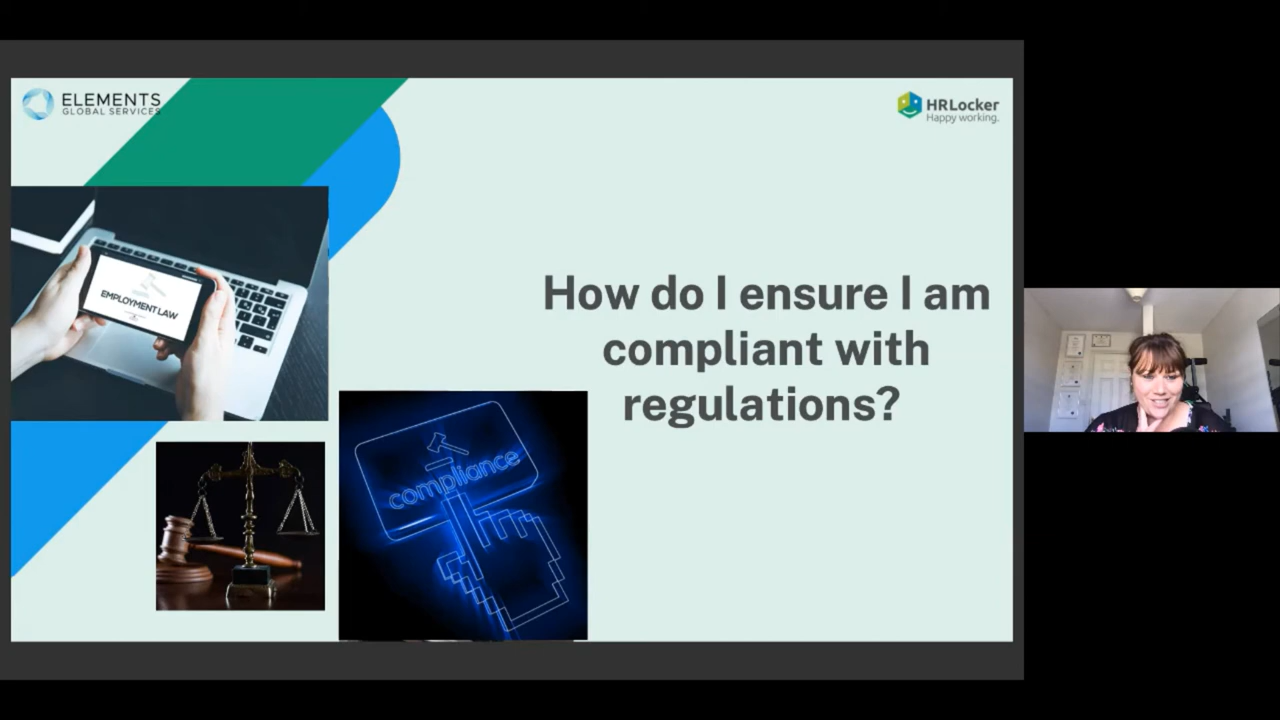 ELEMENTS
GLOBAL SERVICES
HRLocker
Happy working.
EMPLOYMENT LAW
How do I ensure I am
compliant with
regulations?
compliance